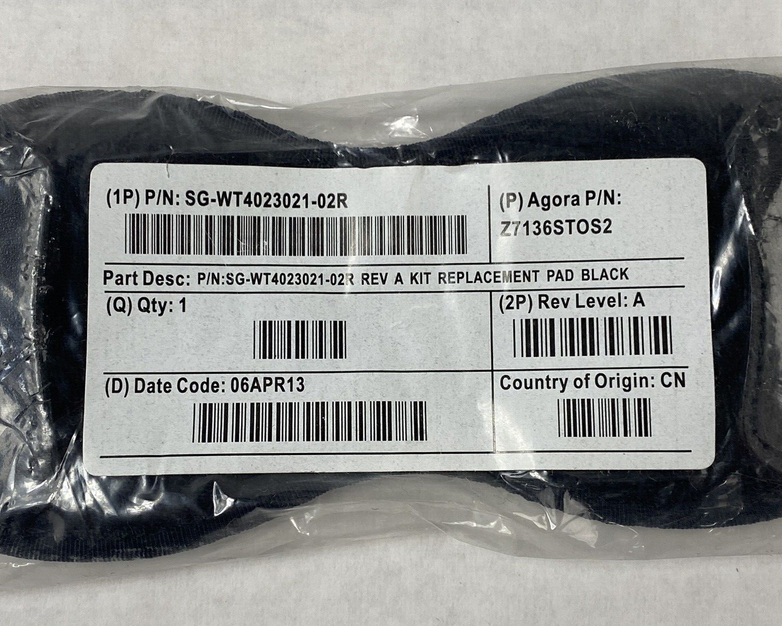 (1P) P/N: SG-WT4023021-02R
(P) Agora P/N:
Z7136STOS2
Part Desc: P/N:SG-WT4023021-02R REV A KIT REPLACEMENT PAD BLACK
(Q) Qty: 1
(2P) Rev Level: A
(D) Date Code: 06APR13
Country of Origin: CN